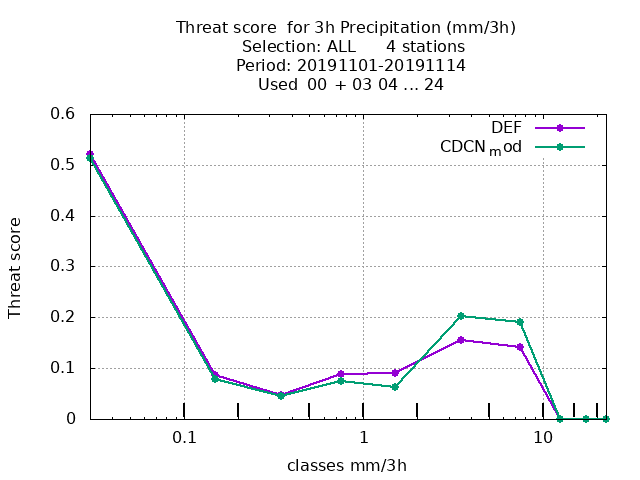 Threat score  for 3h Precipitation (mm/3h)
Selection: ALL      4 stations
Period: 20191101-20191114
Used  00  + 03 04 ... 24
DEF
CDCNmod
0.6
0.5
0.4
0.3
0.2
0.1
0
Threat score
0.1 1 10
classes mm/3h